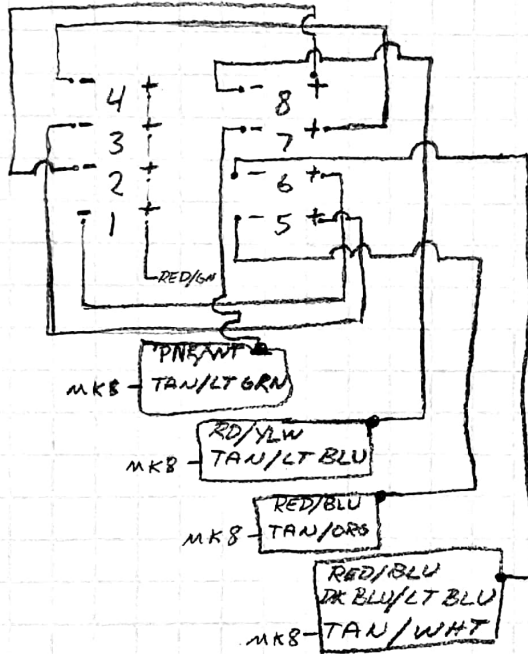 - 4 +
- 8 +
- 3 +
- 7 +
- 2 +
- 6 +
- 1 +
- 5 +
RED/GN
PNK/WT
MK8 TAN/LT GRN
RD/YLW
MK8 TAN/LT BLU
RED/BLU
MK8 TAN/ORG
RED/BLU
DK BLU/LT BLU
MK8 TAN/WHT